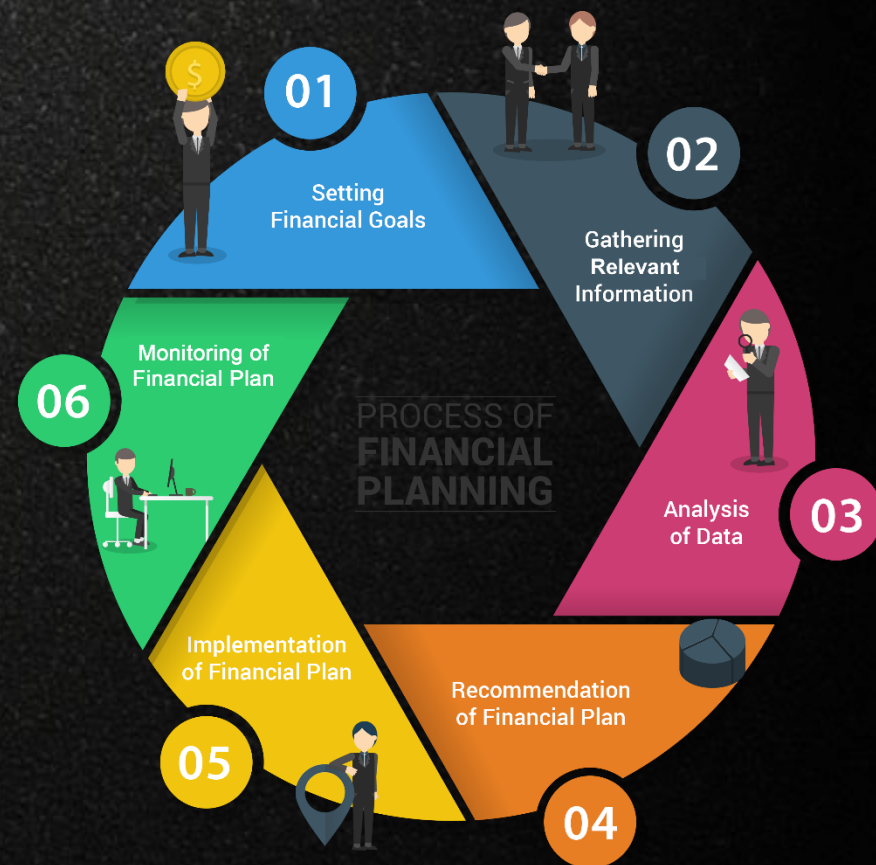 $
01
Setting
Financial Goals
02
Gathering
Relevant
Information
03
Analysis
of Data
04
Recommendation
of Financial Plan
05
Implementation
of Financial Plan
06
Monitoring of
Financial Plan
PROCESS OF
FINANCIAL
PLANNING